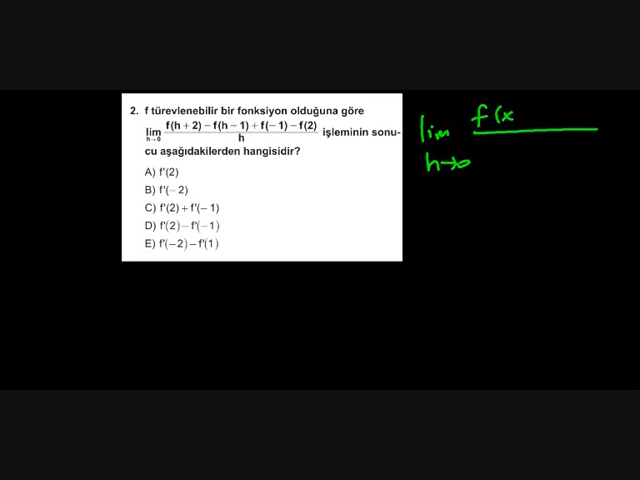 2. f türevlenebilir bir fonksiyon olduğuna göre
lim h→0 f(h + 2) – f(h – 1) + f(– 1) – f(2) / h işleminin sonu-
cu aşağıdakilerden hangisidir?
A) f'(2)
B) f'(– 2)
C) f'(2) + f'(– 1)
D) f'(2) – f'(– 1)
E) f'(–2) – f'(1)
lim h→0 f(x